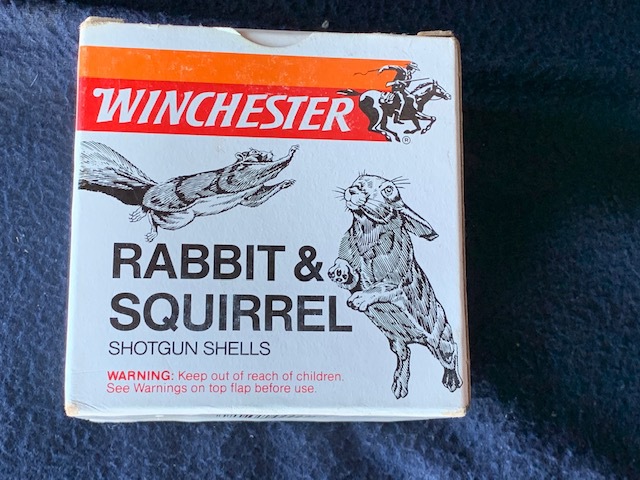 WINCHESTER
®
RABBIT &
SQUIRREL
SHOTGUN SHELLS
WARNING: Keep out of reach of children.
See Warnings on top flap before use.